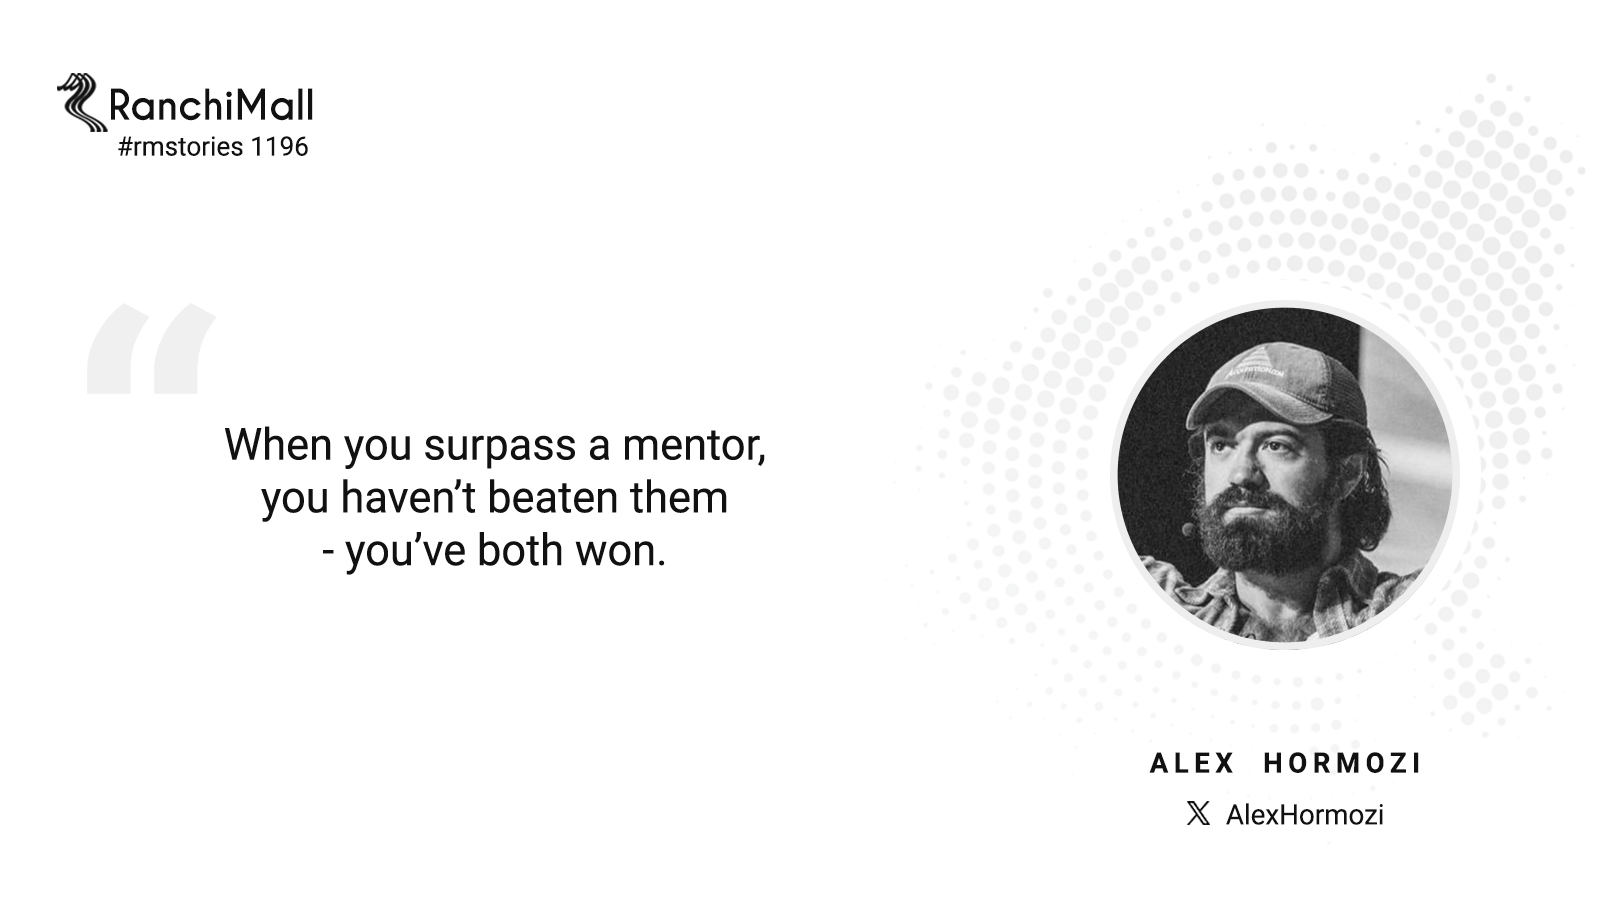 RanchiMall
#rmstories 1196
When you surpass a mentor,
you haven’t beaten them
- you’ve both won.
ALEX HORMOZI
X AlexHormozi